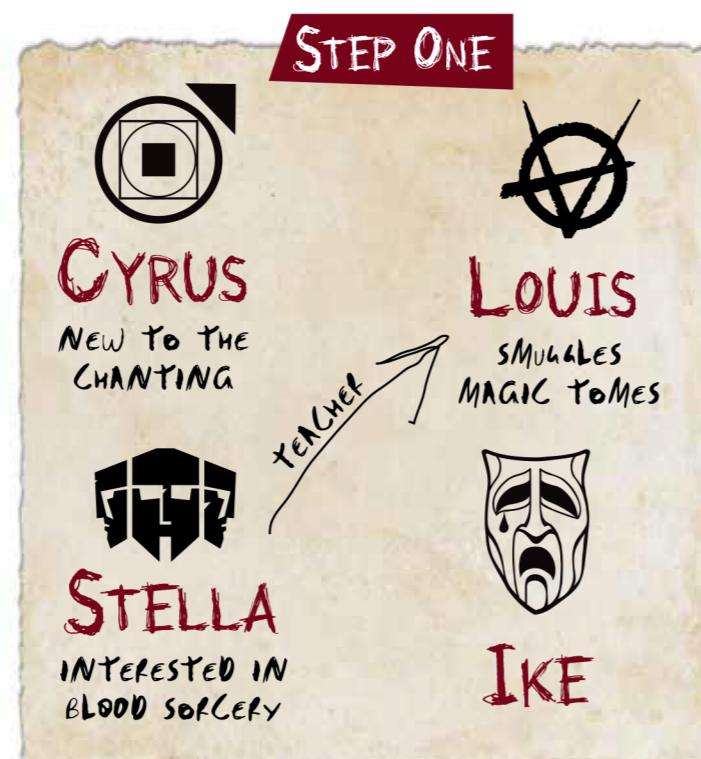 STEP ONE
CYRUS
NEW TO THE
CHANTING
LOUIS
SMUGGLES
MAGIC TOMES
TEACHER
STELLA
INTERESTED IN
BLOOD SORCERY
IKE